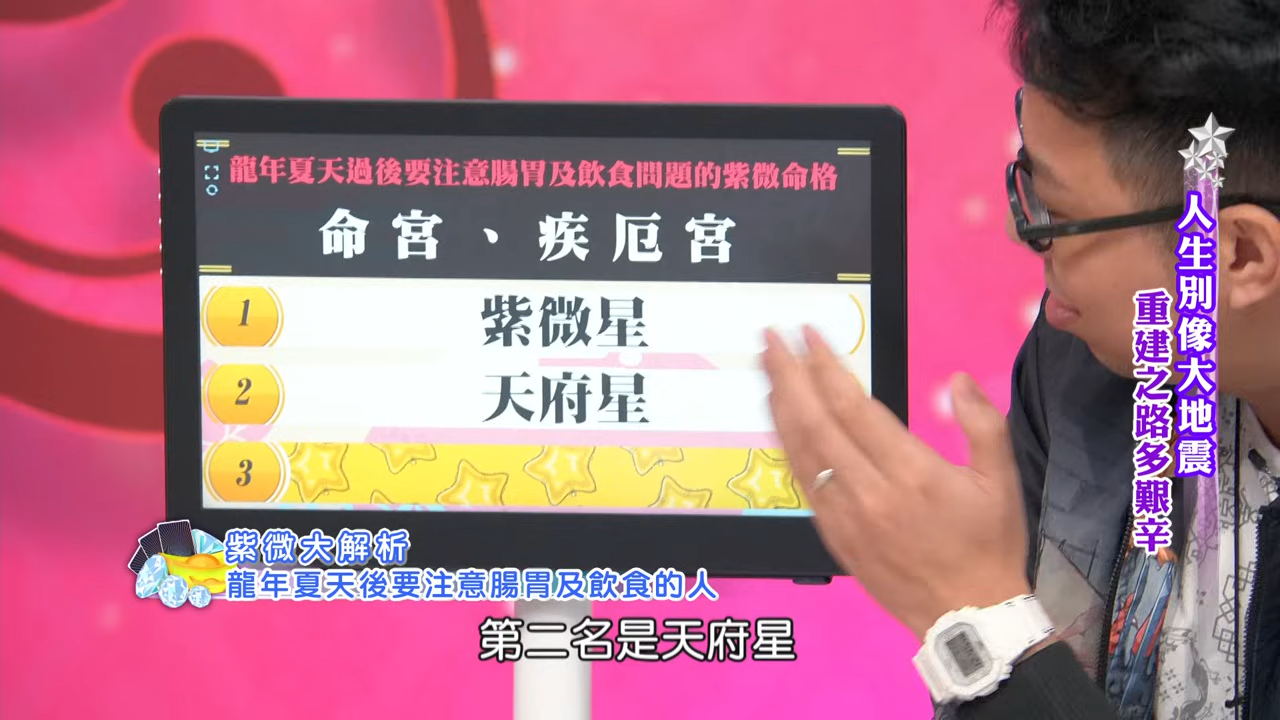 龍年夏天過後要注意腸胃及飲食問題的紫微命格
命宮、疾厄宮
1 紫微星
2 天府星
3
人生別像大地震
重建之路多艱辛
紫微大解析
龍年夏天後要注意腸胃及飲食的人
第二名是天府星